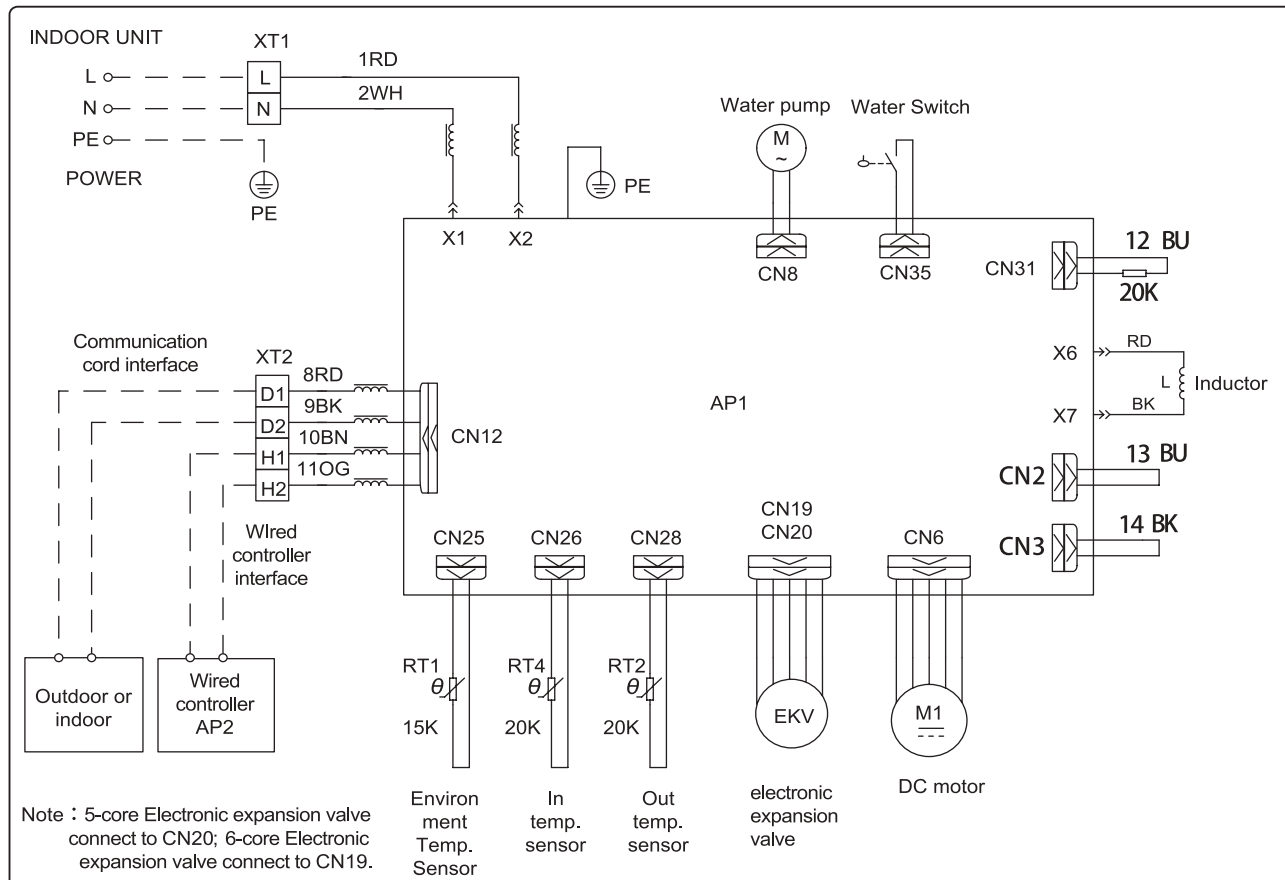 INDOOR UNIT
XT1
L
L
1RD
N
N
2WH
PE
POWER
PE
PE
Water pump
M
~
Water Switch
X1
X2
CN8
CN35
CN31
12 BU
20K
X6
RD
L
Inductor
X7
BK
AP1
Communication
cord interface
XT2
D1
8RD
D2
9BK
H1
10BN
H2
11OG
CN12
WIred
controller
interface
CN2
13 BU
CN3
14 BK
CN25
CN26
CN28
CN19
CN20
CN6
Outdoor or
indoor
Wired
controller
AP2
RT1
θ
15K
RT4
θ
20K
RT2
θ
20K
EKV
M1
Environ
ment
Temp.
Sensor
In
temp.
sensor
Out
temp.
sensor
electronic
expansion
valve
DC motor
Note：5-core Electronic expansion valve
connect to CN20; 6-core Electronic
expansion valve connect to CN19.